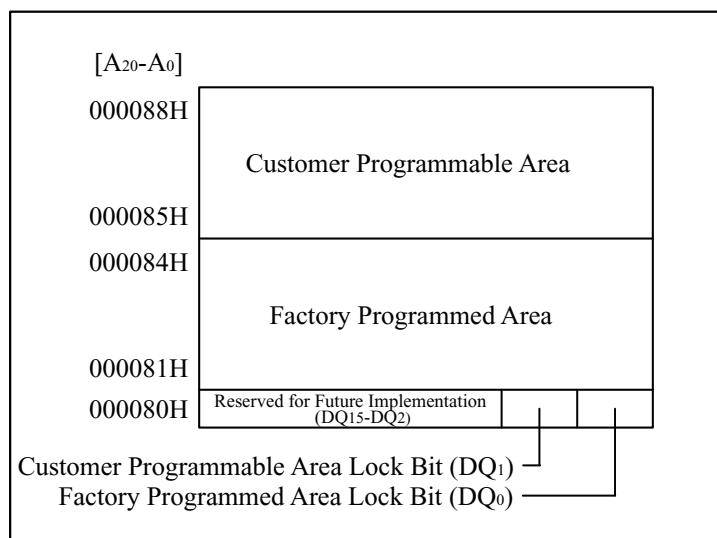 [A20-A0]
000088H
Customer Programmable Area
000085H
000084H
Factory Programmed Area
000081H
000080H
Reserved for Future Implementation
(DQ15-DQ2)
Customer Programmable Area Lock Bit (DQ1)
Factory Programmed Area Lock Bit (DQ0)